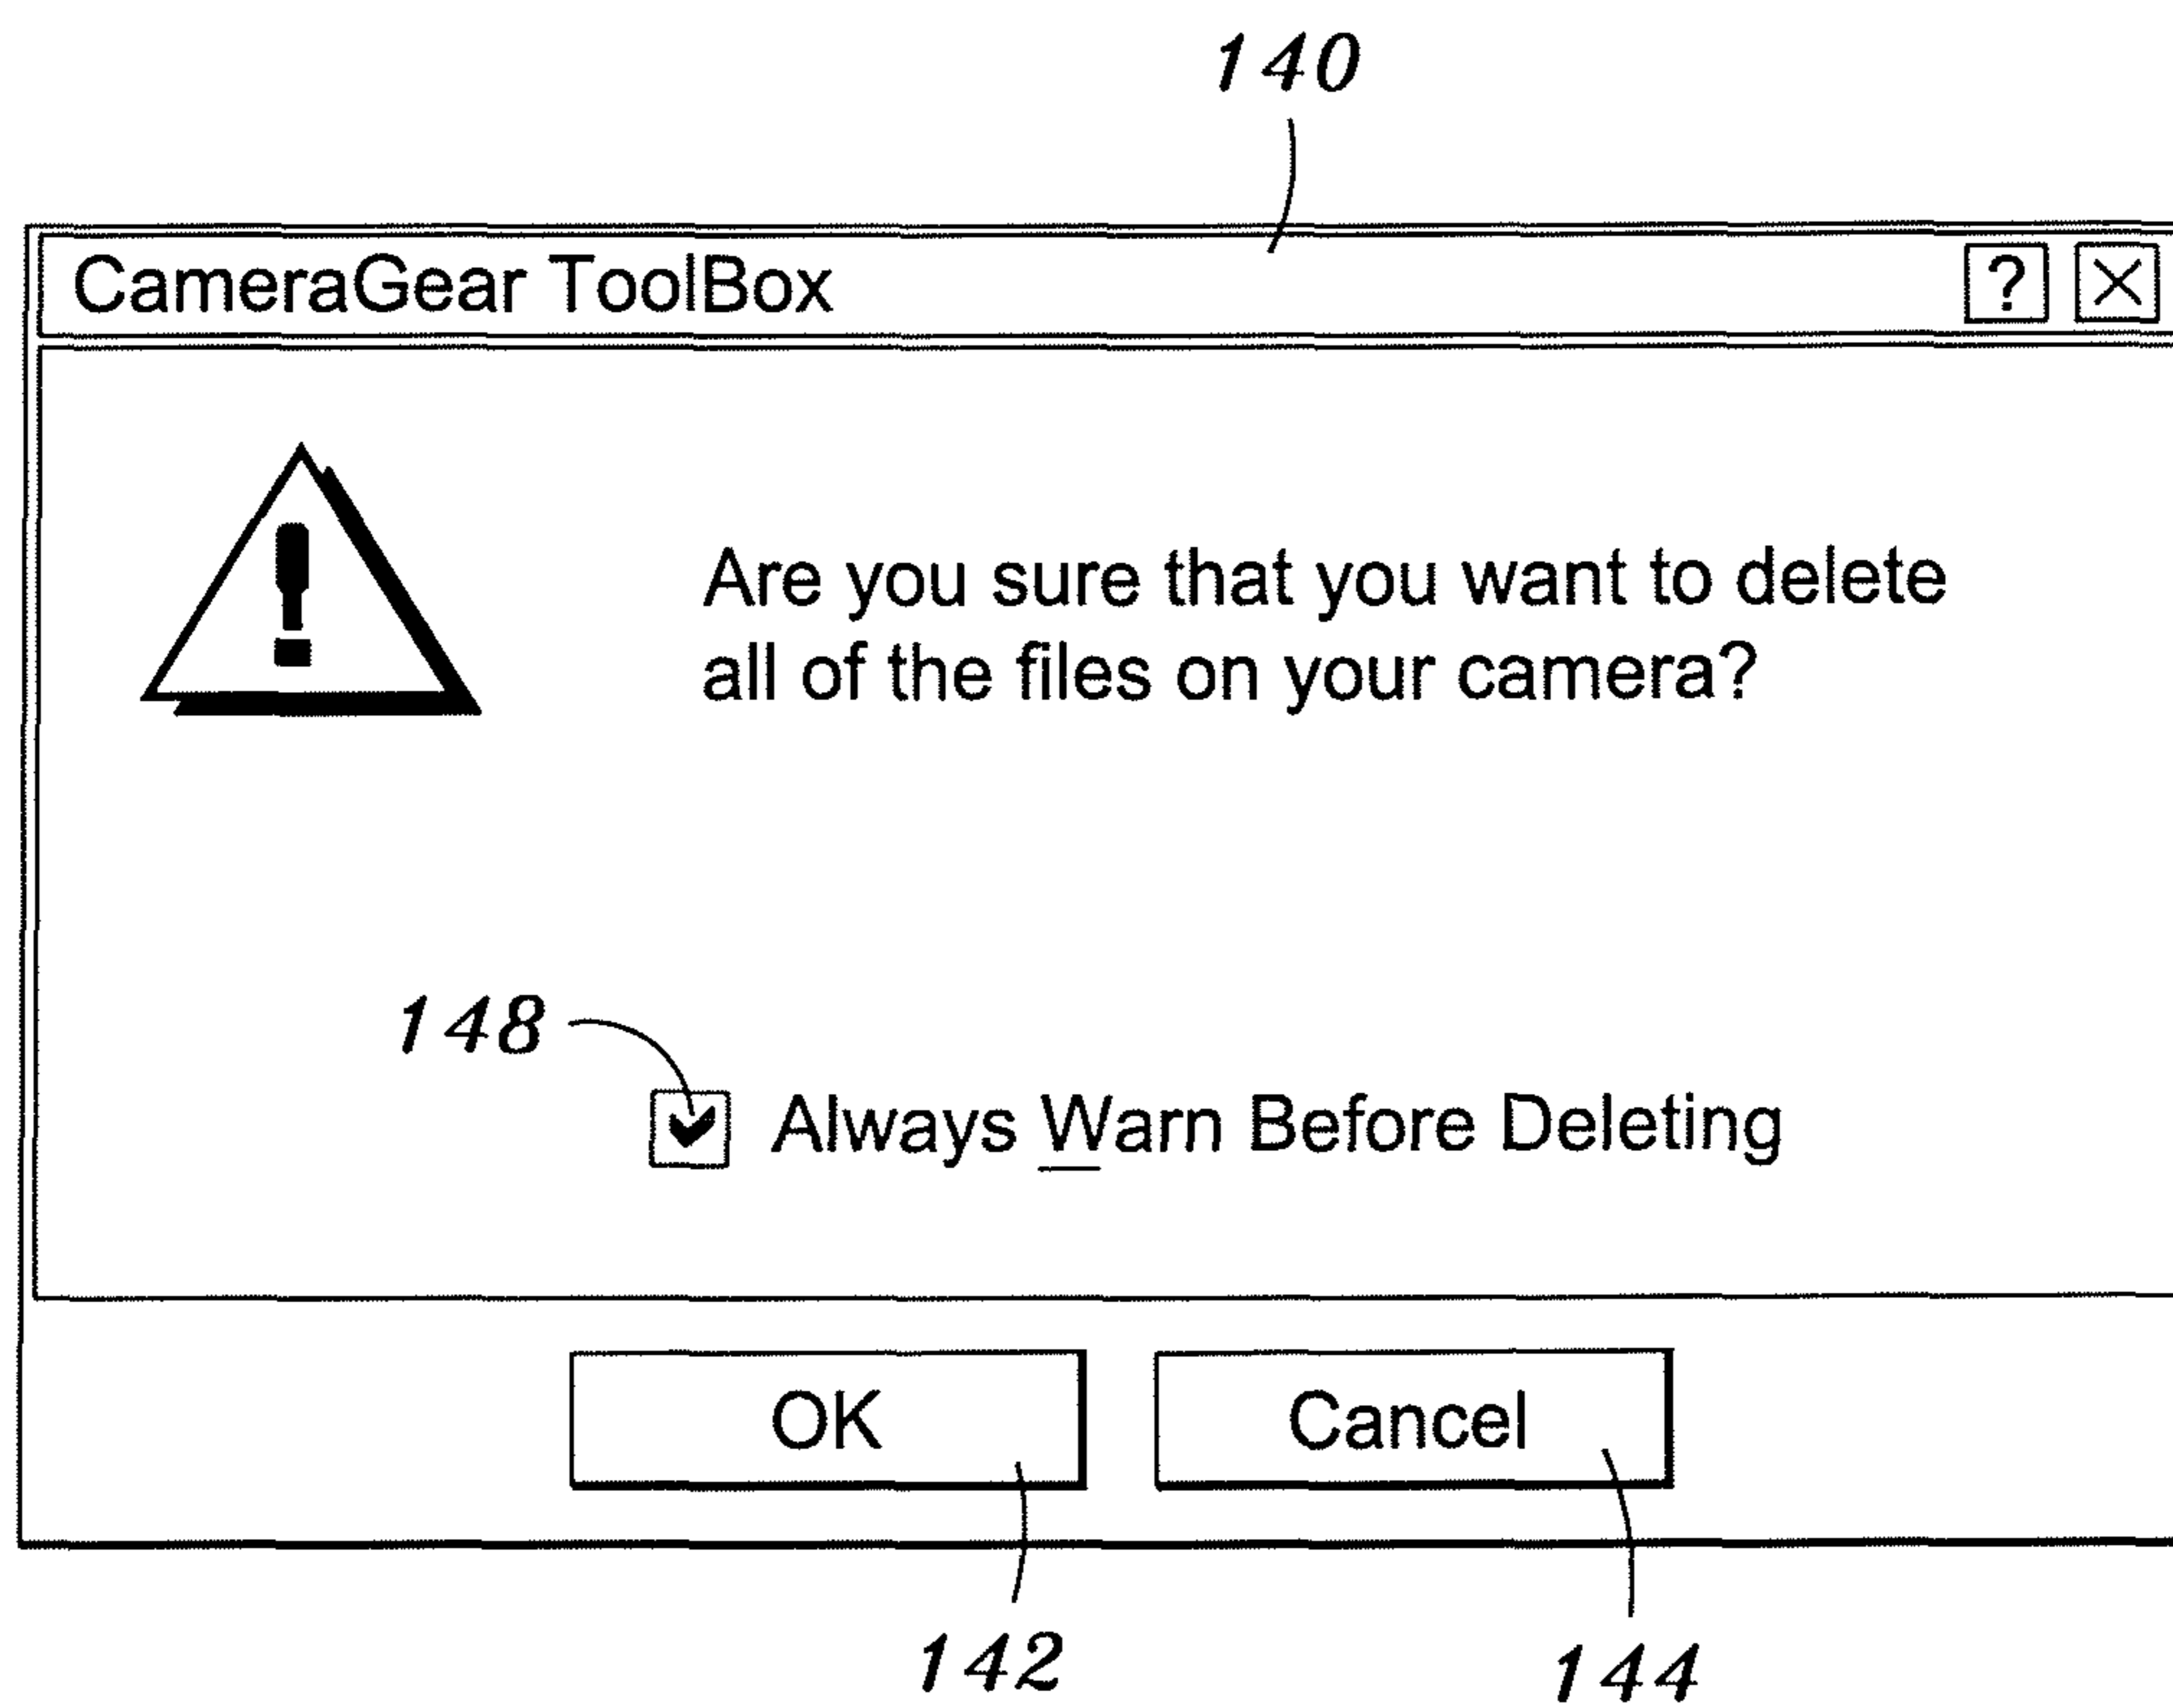 140
CameraGear ToolBox ? X
Are you sure that you want to delete
all of the files on your camera?
148
Always Warn Before Deleting
OK Cancel
142 144